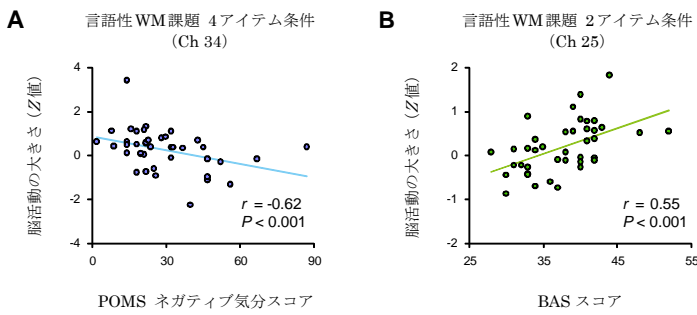 A
言語性WM課題 4アイテム条件
(Ch 34)
脳活動の大きさ (Z値)
4
2
0
-2
-4
0
30
60
90
r = -0.62
P < 0.001
POMS ネガティブ気分スコア
B
言語性WM課題 2アイテム条件
(Ch 25)
脳活動の大きさ (Z値)
2
1
0
-1
-2
25
35
45
55
r = 0.55
P < 0.001
BAS スコア